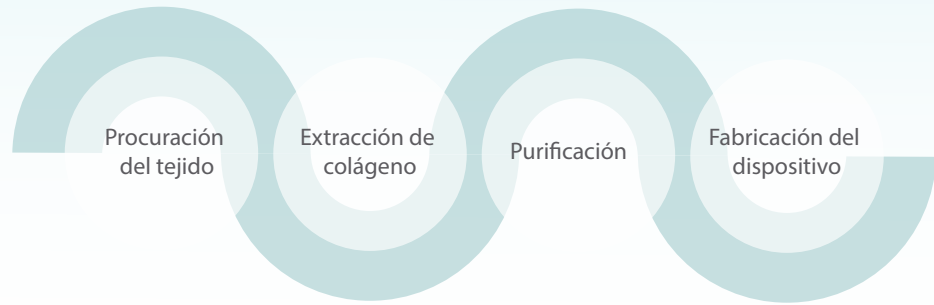 Procuración
del tejido
Extracción de
colágeno
Purificación
Fabricación del
dispositivo